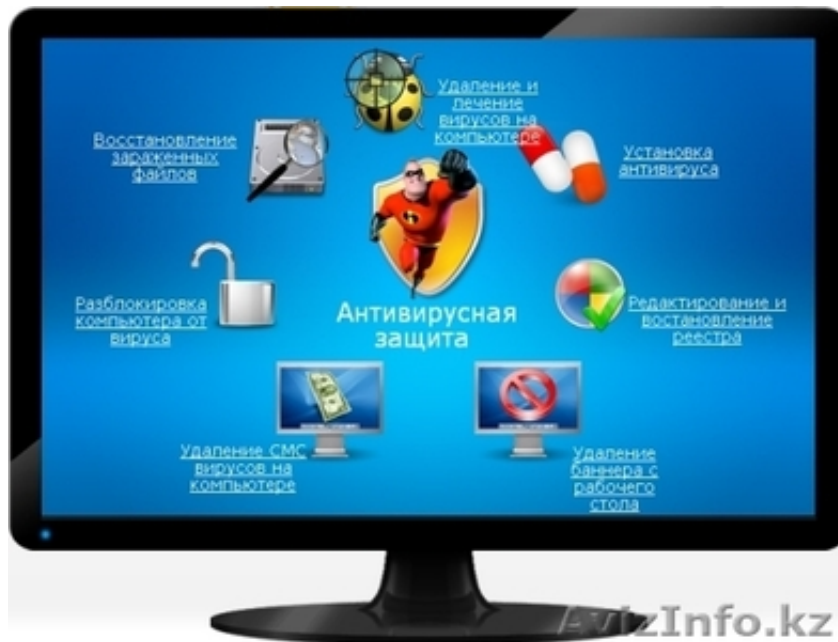 Удаление и
лечение
вирусов на
компьютере
Восстановление
зараженных
файлов
Установка
антивируса
Разблокировка
компьютера от
вируса
Антивирусная
защита
Редактирование и
востановление
реестра
Удаление СМС
вирусов на
компьютере
Удаление
баннера с
рабочего
стола
AvizInfo.kz